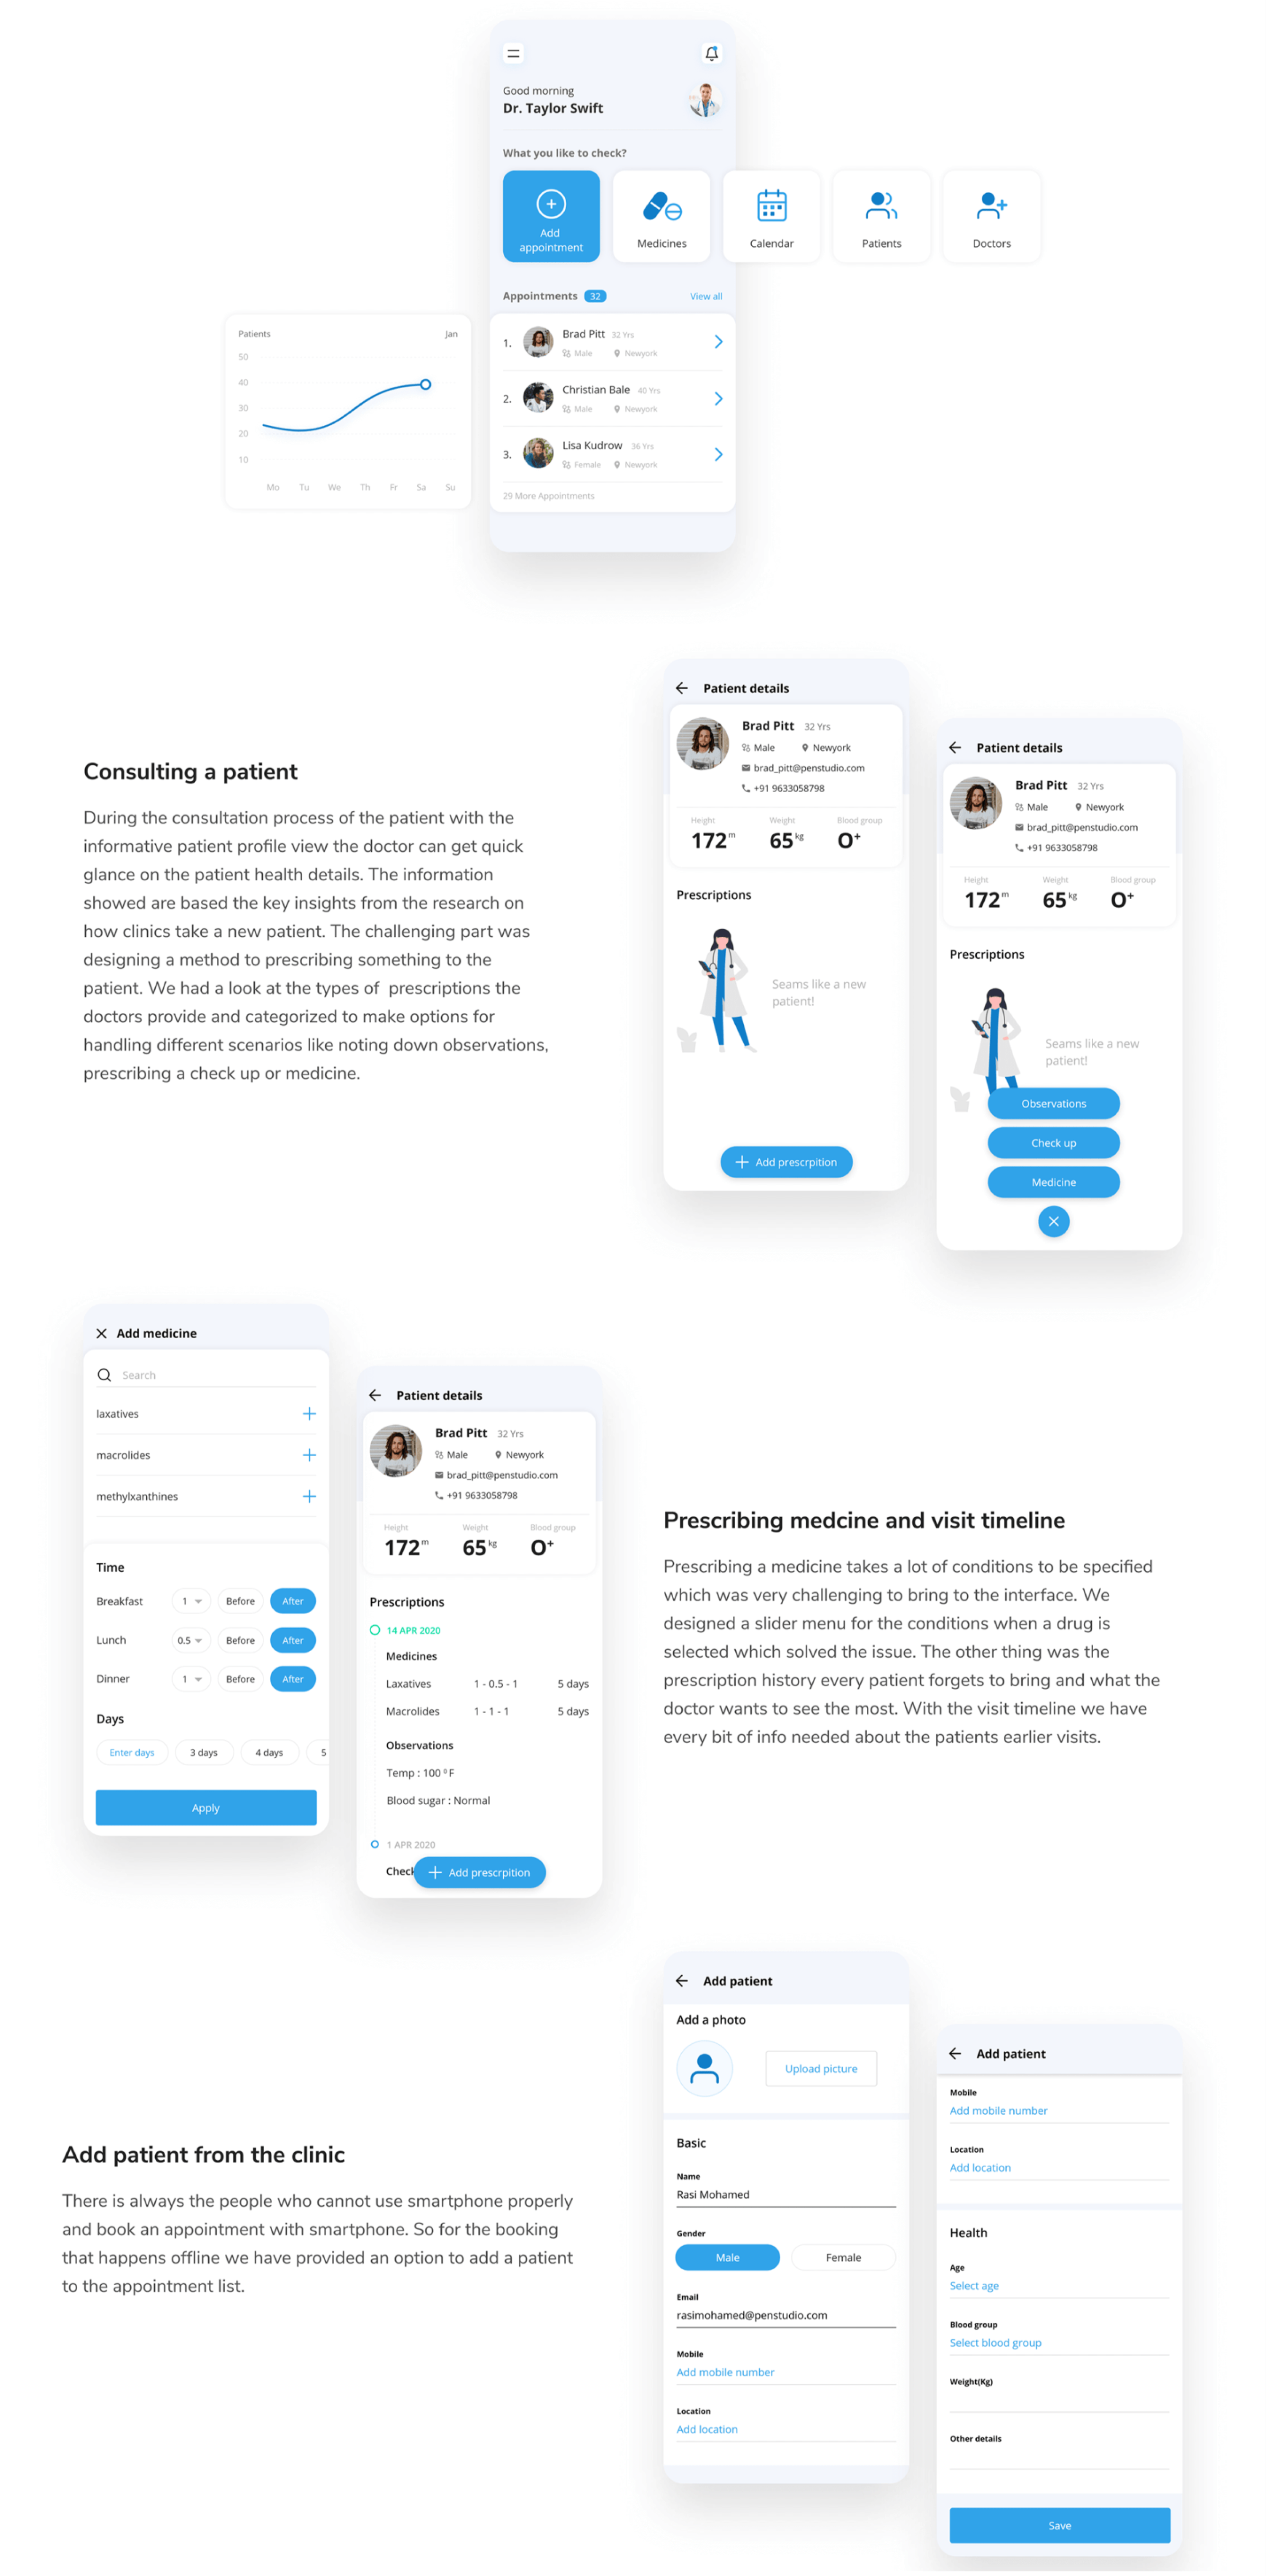 Good morning
Dr. Taylor Swift
What you like to check?
Add
appointment
Medicines
Calendar
Patients
Doctors
Appointments 32 View all
1. Brad Pitt 32 Yrs
Male Newyork
2. Christian Bale 40 Yrs
Male Newyork
3. Lisa Kudrow 36 Yrs
Female Newyork
29 More Appointments
Patients Jan
50
40
30
20
10
Mo Tu We Th Fr Sa Su
Consulting a patient
During the consultation process of the patient with the
informative patient profile view the doctor can get quick
glance on the patient health details. The information
showed are based the key insights from the research on
how clinics take a new patient. The challenging part was
designing a method to prescribing something to the
patient. We had a look at the types of  prescriptions the
doctors provide and categorized to make options for
handling different scenarios like noting down observations,
prescribing a check up or medicine.
Patient details
Brad Pitt 32 Yrs
Male Newyork
brad_pitt@penstudio.com
+91 9633058798
Height Weight Blood group
172 m 65 kg O+
Prescriptions
Seams like a new
patient!
Add prescrpition
Patient details
Brad Pitt 32 Yrs
Male Newyork
brad_pitt@penstudio.com
+91 9633058798
Height Weight Blood group
172 m 65 kg O+
Prescriptions
Seams like a new
patient!
Observations
Check up
Medicine
Add medicine
Search
laxatives
macrolides
methylxanthines
Time
Breakfast 1 Before After
Lunch 0.5 Before After
Dinner 1 Before After
Days
Enter days 3 days 4 days 5
Apply
Patient details
Brad Pitt 32 Yrs
Male Newyork
brad_pitt@penstudio.com
+91 9633058798
Height Weight Blood group
172 m 65 kg O+
Prescriptions
14 APR 2020
Medicines
Laxatives 1 - 0.5 - 1 5 days
Macrolides 1 - 1 - 1 5 days
Observations
Temp : 100 º F
Blood sugar : Normal
1 APR 2020
Check
Add prescrpition
Prescribing medcine and visit timeline
Prescribing a medicine takes a lot of conditions to be specified
which was very challenging to bring to the interface. We
designed a slider menu for the conditions when a drug is
selected which solved the issue. The other thing was the
prescription history every patient forgets to bring and what the
doctor wants to see the most. With the visit timeline we have
every bit of info needed about the patients earlier visits.
Add patient from the clinic
There is always the people who cannot use smartphone properly
and book an appointment with smartphone. So for the booking
that happens offline we have provided an option to add a patient
to the appointment list.
Add patient
Add a photo
Upload picture
Basic
Name
Rasi Mohamed
Gender
Male Female
Email
rasimohamed@penstudio.com
Mobile
Add mobile number
Location
Add location
Add patient
Mobile
Add mobile number
Location
Add location
Health
Age
Select age
Blood group
Select blood group
Weight(Kg)
Other details
Save